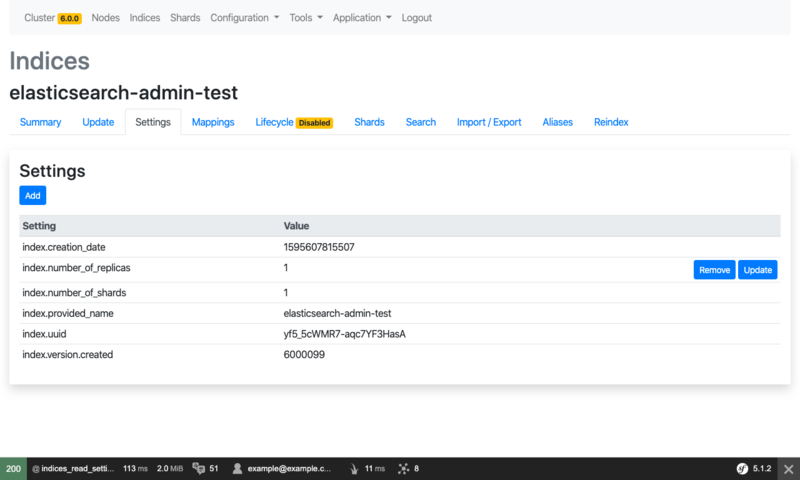 Cluster 6.0.0 Nodes Indices Shards Configuration Tools Application Logout
Indices
elasticsearch-admin-test
Summary Update Settings Mappings Lifecycle Disabled Shards Search Import / Export Aliases Reindex
Settings
Add
Setting Value
index.creation_date 1595607815507
index.number_of_replicas 1 Remove Update
index.number_of_shards 1
index.provided_name elasticsearch-admin-test
index.uuid yf5_5cWMR7-aqc7YF3HasA
index.version.created 6000099
200 @ indices_read_setti... 113 ms 2.0 MiB 51 example@example.c... 11 ms 8 sf 5.1.2